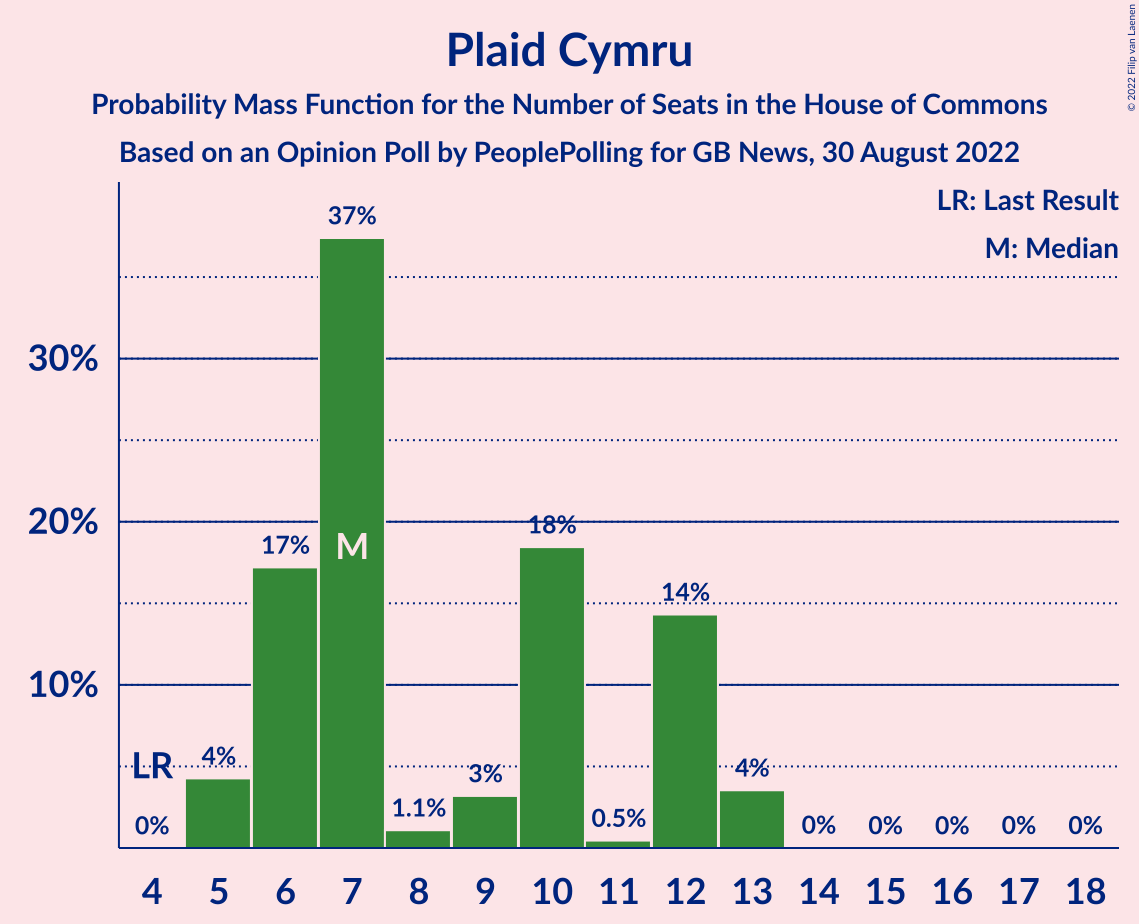 Plaid Cymru
Probability Mass Function for the Number of Seats in the House of Commons
Based on an Opinion Poll by PeoplePolling for GB News, 30 August 2022
© 2022 Filip van Laenen
LR: Last Result
M: Median
37%
30%
20%
18%
17%
M
14%
10%
LR
4%
3%
4%
1.1%
0.5%
0%
0%
0%
0%
0%
0%
4 5 6 7 8 9 10 11 12 13 14 15 16 17 18